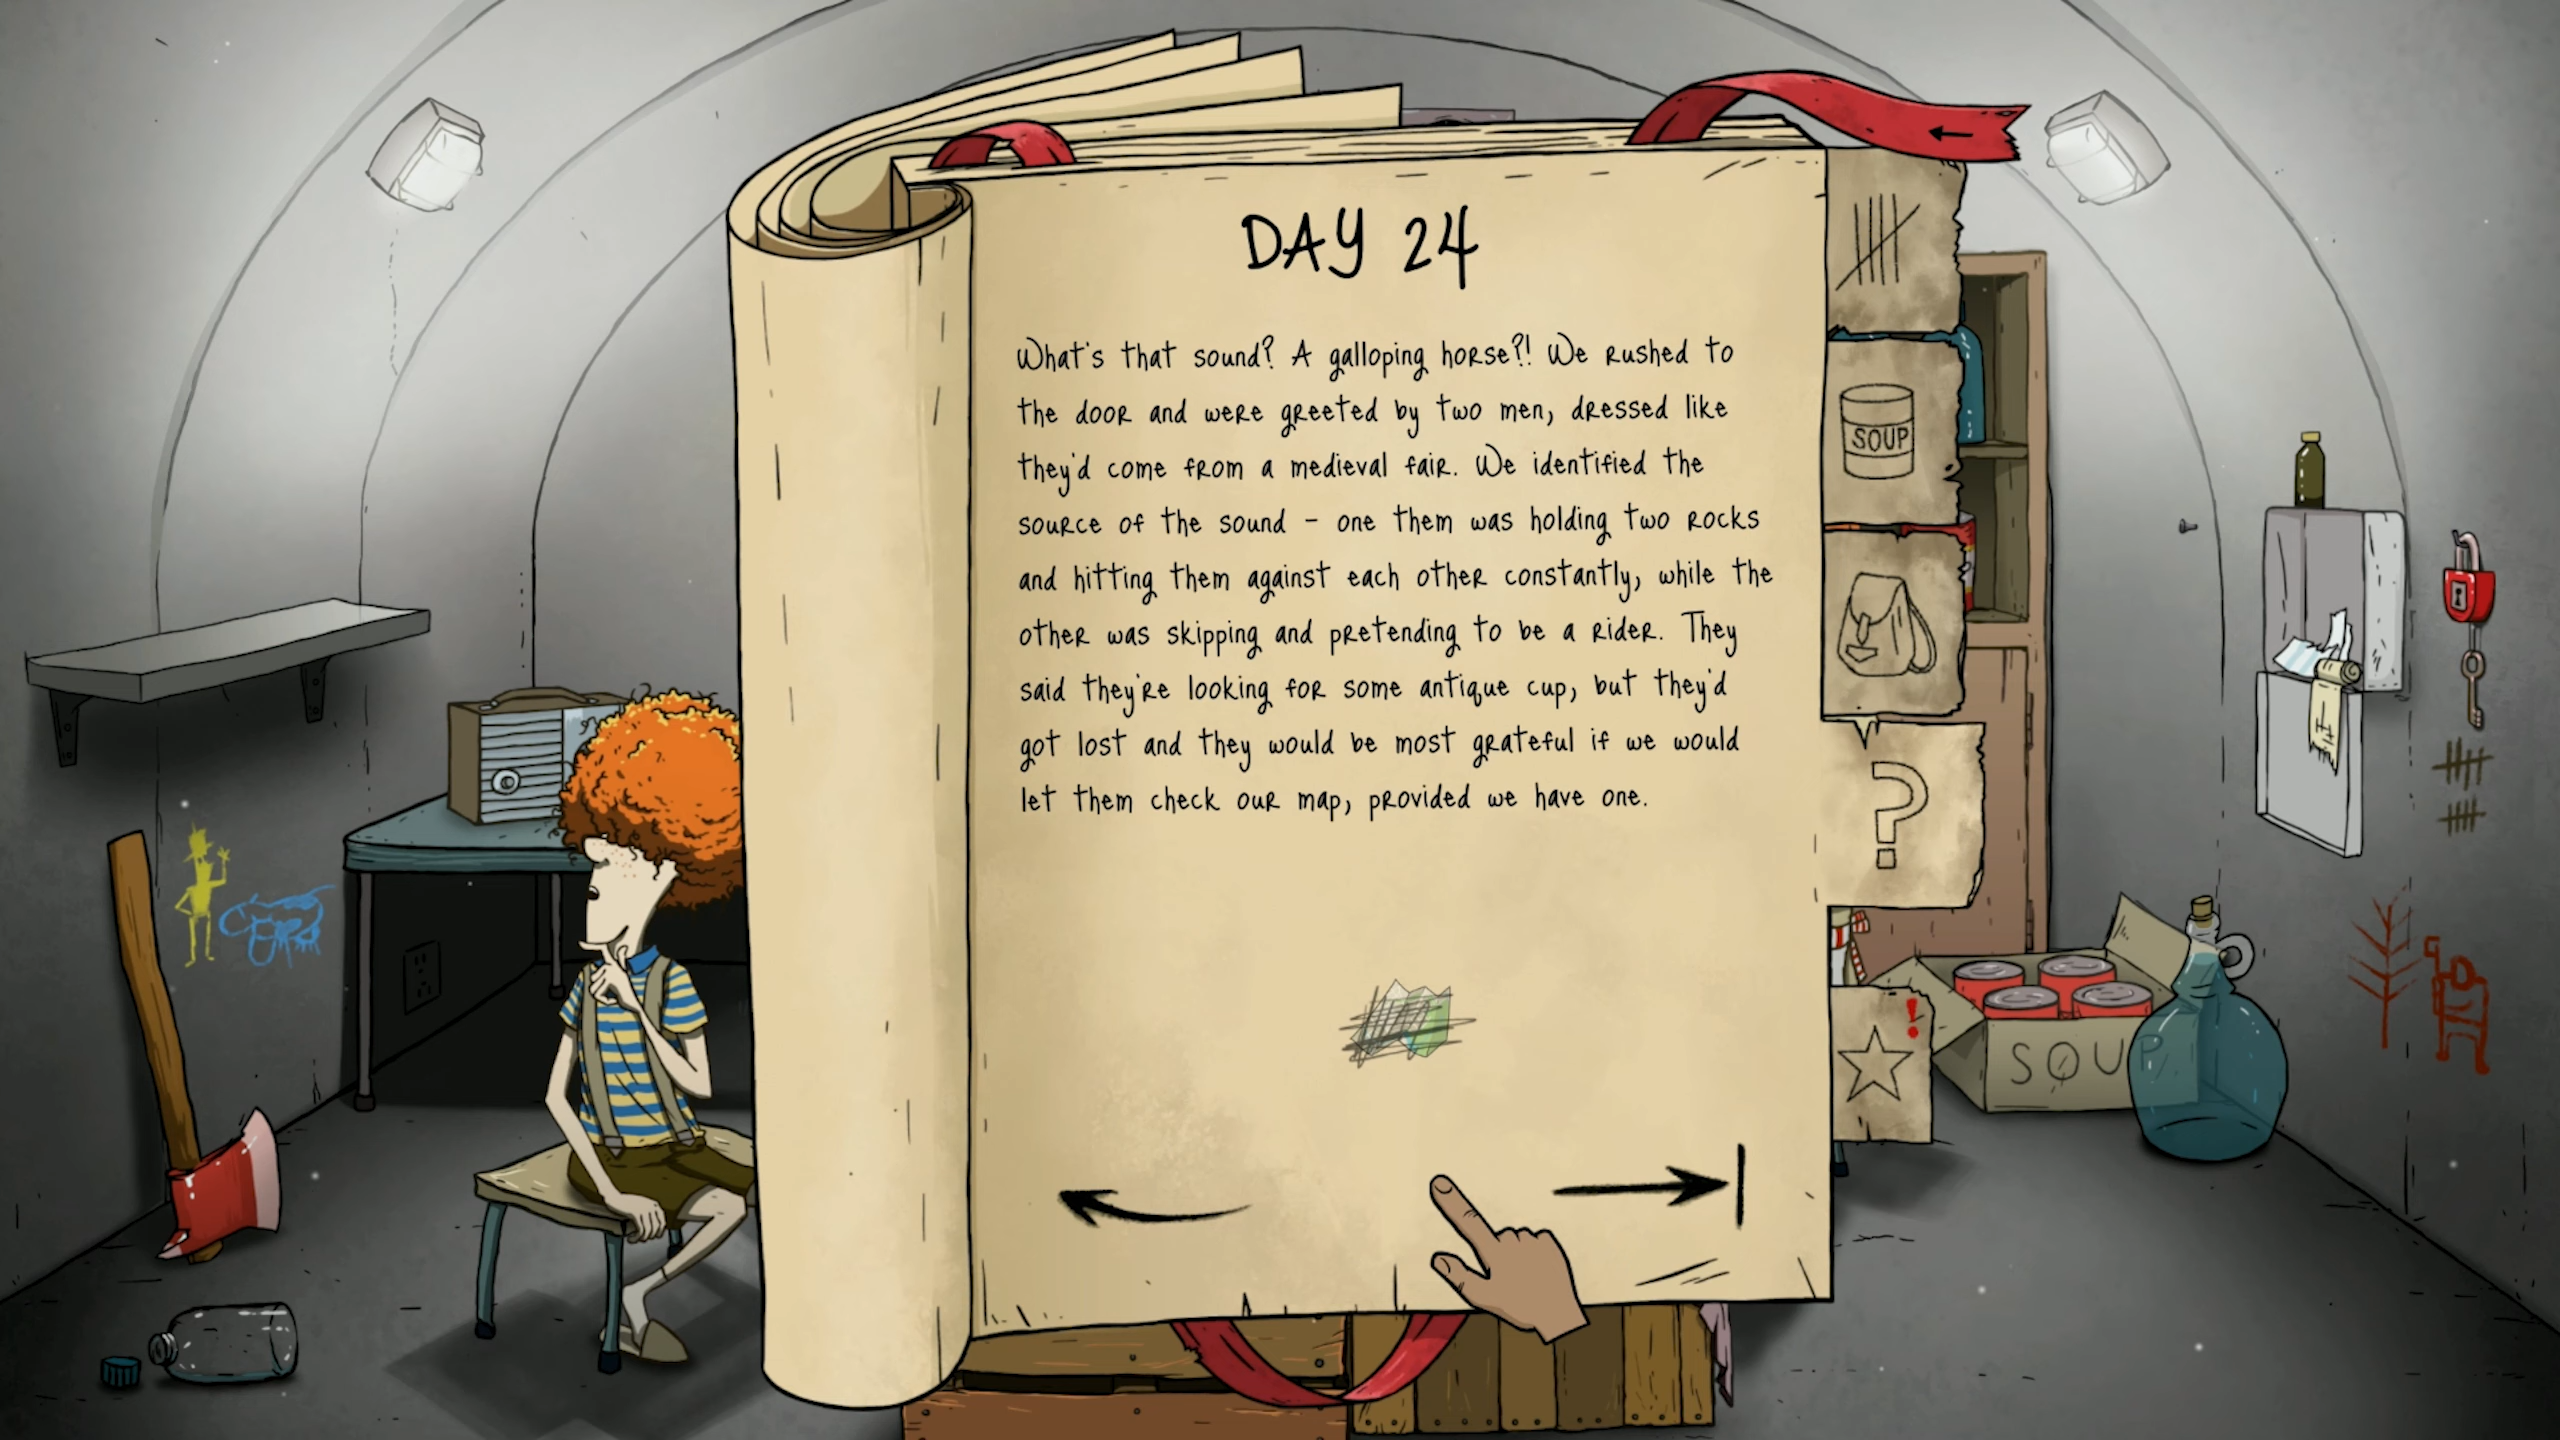 DAY 24
What's that sound? A galloping horse?! We rushed to
the door and were greeted by two men, dressed like
they'd come from a medieval fair. We identified the
source of the sound - one them was holding two rocks
and hitting them against each other constantly, while the
other was skipping and pretending to be a rider. They
said they're looking for some antique cup, but they'd
got lost and they would be most grateful if we would
let them check our map, provided we have one.
SOUP
!
?
SOUP